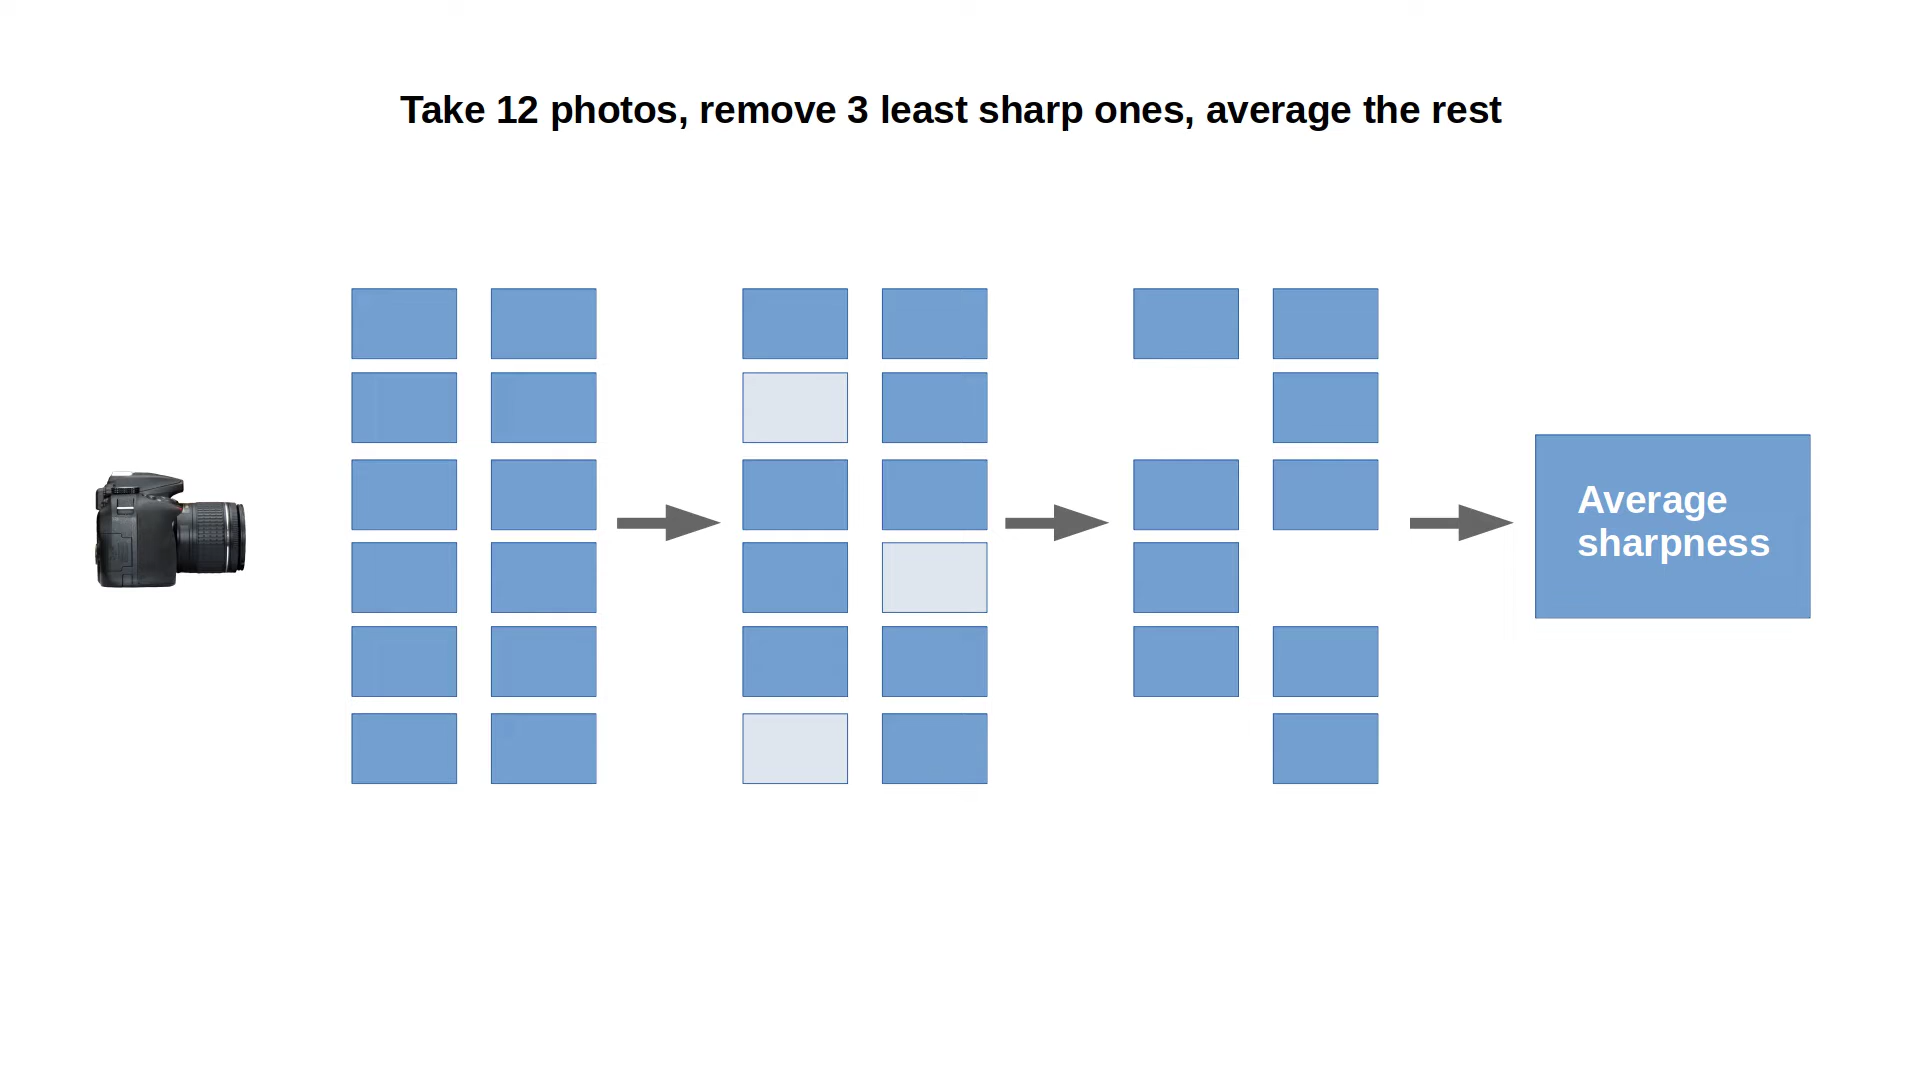 Take 12 photos, remove 3 least sharp ones, average the rest
Average
sharpness